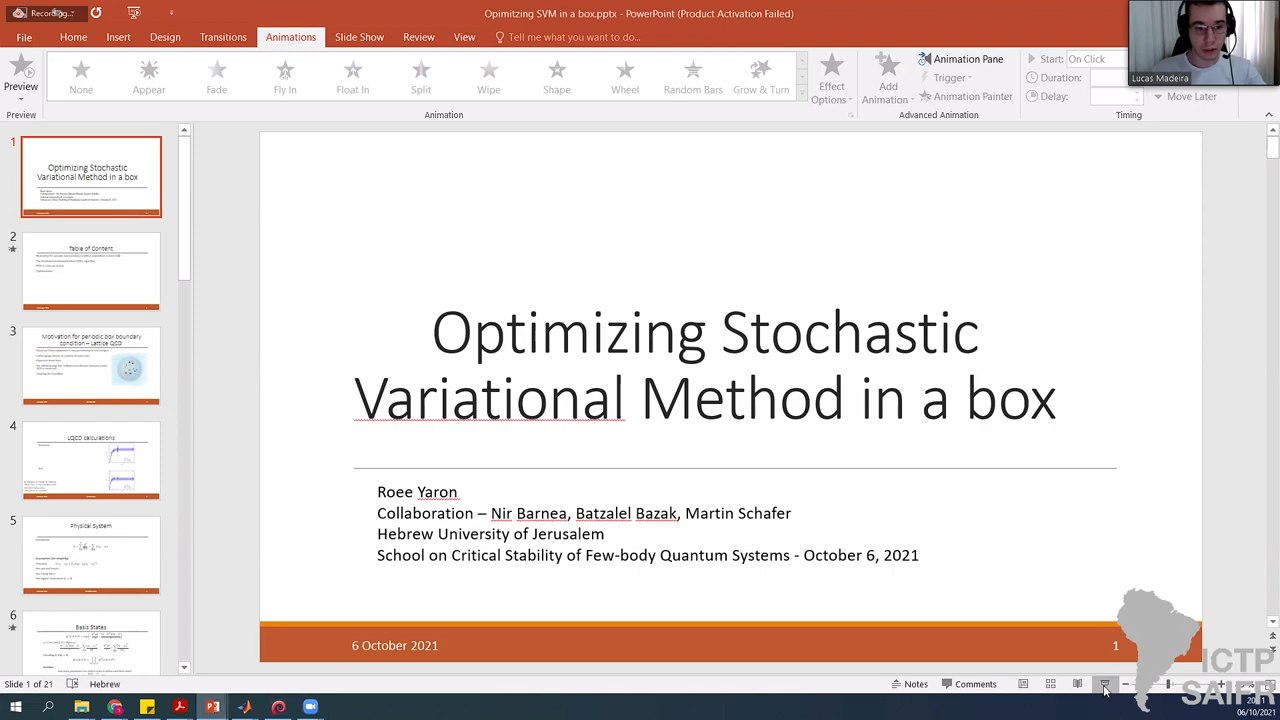 Recording...
Opimitizing SVM in a box.pptx - PowerPoint (Product Activation Failed)
File Home Insert Design Transitions Animations Slide Show Review View Tell me what you want to do...
Lucas Madeira
Preview
None Appear Fade Fly In Float In Split Wipe Shape Wheel Random Bars Grow & Turn
Effect Options
Add Animation
Animation Pane
Trigger
Animation Painter
Start: On Click
Duration:
Delay:
Move Later
Preview Animation Advanced Animation Timing
1
Optimizing Stochastic
Variational Method in a box
2
Table of Content
3
Motivation for periodic box boundary
condition – Lattice QCD
4
LQCD calculations
5
Physical System
6
Basis States
Optimizing Stochastic
Variational Method in a box
Roee Yaron
Collaboration – Nir Barnea, Batzalel Bazak, Martin Schafer
Hebrew University of Jerusalem
School on Critical Stability of Few-body Quantum Systems - October 6, 2021
6 October 2021 1
ICTP
SAIFR
Slide 1 of 21 Hebrew Notes Comments
06/10/2021